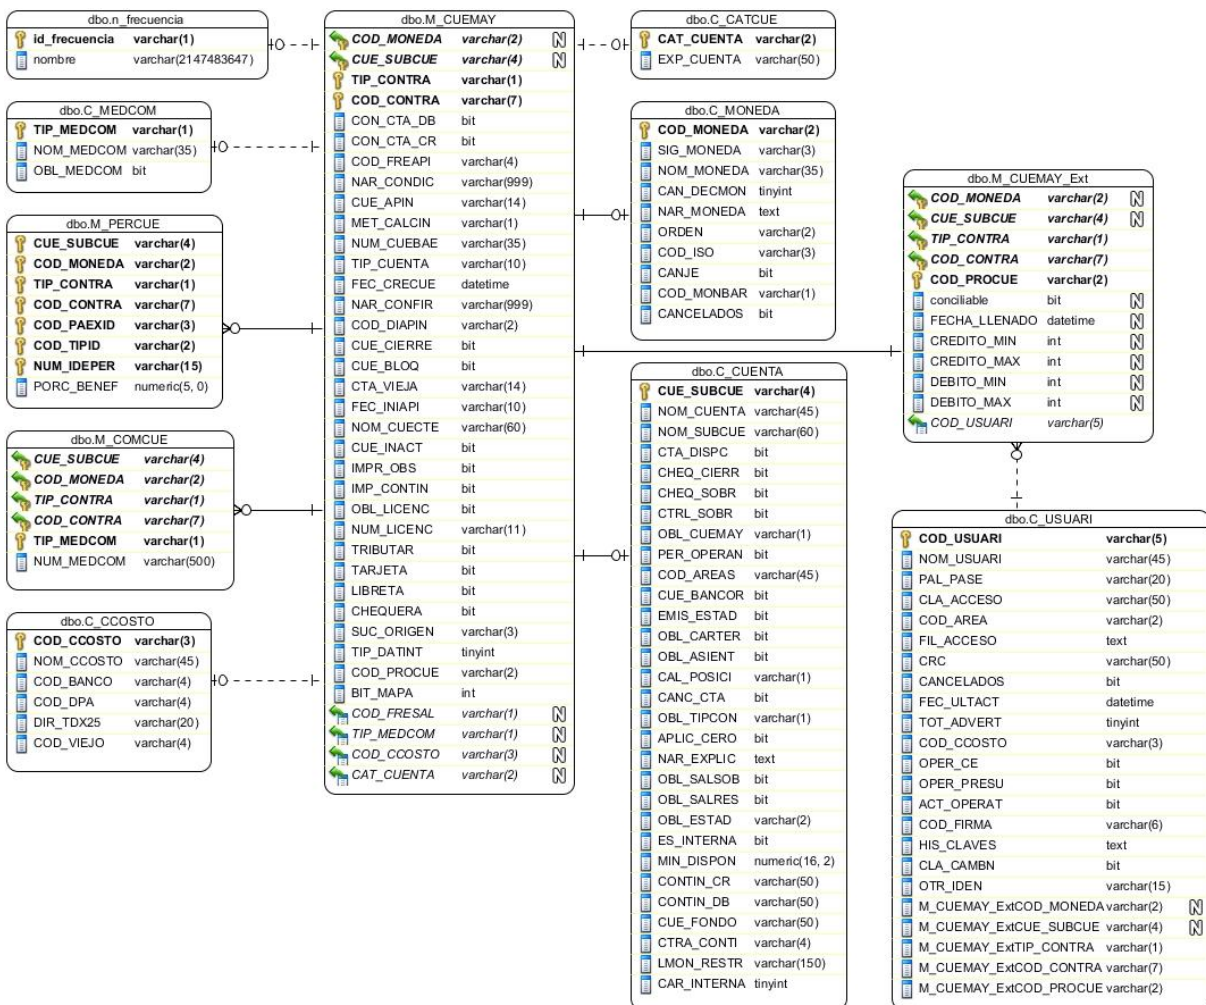 dbo.n_frecuencia
id_frecuencia varchar(1)
nombre varchar(2147483647)
dbo.C_MEDCOM
TIP_MEDCOM varchar(1)
NOM_MEDCOM varchar(35)
OBL_MEDCOM bit
dbo.M_PERCUE
CUE_SUBCUE varchar(4)
COD_MONEDA varchar(2)
TIP_CONTRA varchar(1)
COD_CONTRA varchar(7)
COD_PAEXID varchar(3)
COD_TIPID varchar(2)
NUM_IDEPER varchar(15)
PORC_BENEF numeric(5, 0)
dbo.M_COMCUE
CUE_SUBCUE varchar(4)
COD_MONEDA varchar(2)
TIP_CONTRA varchar(1)
COD_CONTRA varchar(7)
TIP_MEDCOM varchar(1)
NUM_MEDCOM varchar(500)
dbo.C_CCOSTO
COD_CCOSTO varchar(3)
NOM_CCOSTO varchar(45)
COD_BANCO varchar(4)
COD_DPA varchar(4)
DIR_TDX25 varchar(20)
COD_VIEJO varchar(4)
dbo.M_CUEMAY
COD_MONEDA varchar(2) N
CUE_SUBCUE varchar(4) N
TIP_CONTRA varchar(1)
COD_CONTRA varchar(7)
CON_CTA_DB bit
CON_CTA_CR bit
COD_FREAPI varchar(4)
NAR_CONDIC varchar(999)
CUE_APIN varchar(14)
MET_CALCIN varchar(1)
NUM_CUEBAE varchar(35)
TIP_CUENTA varchar(10)
FEC_CRECUE datetime
NAR_CONFIR varchar(999)
COD_DIAPIN varchar(2)
CUE_CIERRE bit
CUE_BLOQ bit
CTA_VIEJA varchar(14)
FEC_INIAPI varchar(10)
NOM_CUECTE varchar(60)
CUE_INACT bit
IMPR_OBS bit
IMP_CONTIN bit
OBL_LICENC bit
NUM_LICENC varchar(11)
TRIBUTAR bit
TARJETA bit
LIBRETA bit
CHEQUERA bit
SUC_ORIGEN varchar(3)
TIP_DATINT tinyint
COD_PROCUE varchar(2)
BIT_MAPA int
COD_FRESAL varchar(1) N
TIP_MEDCOM varchar(1) N
COD_CCOSTO varchar(3) N
CAT_CUENTA varchar(2) N
dbo.C_CATCUE
CAT_CUENTA varchar(2)
EXP_CUENTA varchar(50)
dbo.C_MONEDA
COD_MONEDA varchar(2)
SIG_MONEDA varchar(3)
NOM_MONEDA varchar(35)
CAN_DECMON tinyint
NAR_MONEDA text
ORDEN varchar(2)
COD_ISO varchar(3)
CANJE bit
COD_MONBAR varchar(1)
CANCELADOS bit
dbo.C_CUENTA
CUE_SUBCUE varchar(4)
NOM_CUENTA varchar(45)
NOM_SUBCUE varchar(60)
CTA_DISPC bit
CHEQ_CIERR bit
CHEQ_SOBR bit
CTRL_SOBR bit
OBL_CUEMAY varchar(1)
PER_OPERAN bit
COD_AREAS varchar(45)
CUE_BANCOR bit
EMIS_ESTAD bit
OBL_CARTER bit
OBL_ASIENT bit
CAL_POSICI varchar(1)
CANC_CTA bit
OBL_TIPCON varchar(1)
APLIC_CERO bit
NAR_EXPLIC text
OBL_SALSOB bit
OBL_SALRES bit
OBL_ESTAD varchar(2)
ES_INTERNA bit
MIN_DISPON numeric(16, 2)
CONTIN_CR varchar(50)
CONTIN_DB varchar(50)
CUE_FONDO varchar(50)
CTRA_CONTI varchar(4)
LMON_RESTR varchar(150)
CAR_INTERNA tinyint
dbo.M_CUEMAY_Ext
COD_MONEDA varchar(2) N
CUE_SUBCUE varchar(4) N
TIP_CONTRA varchar(1)
COD_CONTRA varchar(7)
COD_PROCUE varchar(2)
conciliable bit N
FECHA_LLENADO datetime N
CREDITO_MIN int N
CREDITO_MAX int N
DEBITO_MIN int N
DEBITO_MAX int N
COD_USUARI varchar(5)
dbo.C_USUARI
COD_USUARI varchar(5)
NOM_USUARI varchar(45)
PAL_PASE varchar(20)
CLA_ACCESO varchar(50)
COD_AREA varchar(2)
FIL_ACCESO text
CRC varchar(50)
CANCELADOS bit
FEC_ULTACT datetime
TOT_ADVERT tinyint
COD_CCOSTO varchar(3)
OPER_CE bit
OPER_PRESU bit
ACT_OPERAT bit
COD_FIRMA varchar(6)
HIS_CLAVES text
CLA_CAMBN bit
OTR_IDEN varchar(15)
M_CUEMAY_ExtCOD_MONEDA varchar(2) N
M_CUEMAY_ExtCUE_SUBCUE varchar(4) N
M_CUEMAY_ExtTIP_CONTRA varchar(1)
M_CUEMAY_ExtCOD_CONTRA varchar(7)
M_CUEMAY_ExtCOD_PROCUE varchar(2)